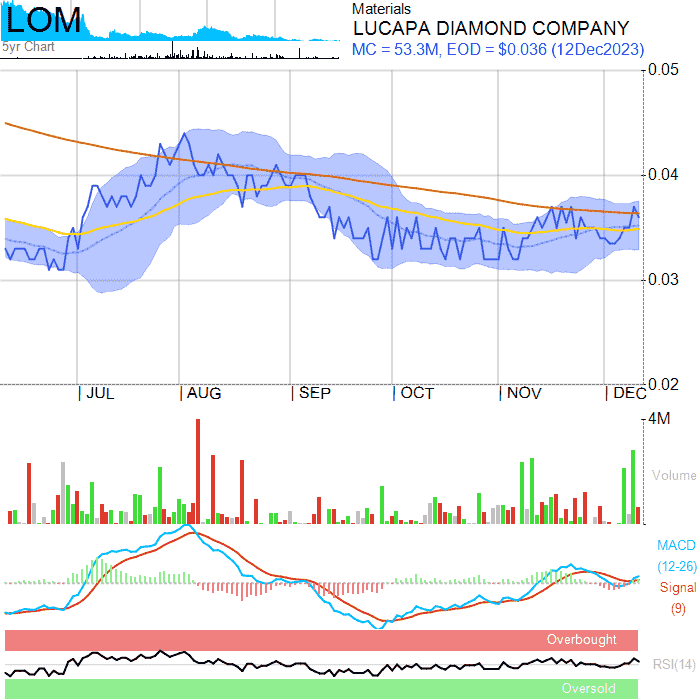 LOM
5yr Chart
Materials
LUCAPA DIAMOND COMPANY
MC = 53.3M, EOD = $0.036 (12Dec2023)
0.05
0.04
0.03
0.02
JUL
AUG
SEP
OCT
NOV
DEC
4M
Volume
MACD
(12-26)
Signal
(9)
Overbought
RSI(14)
Oversold